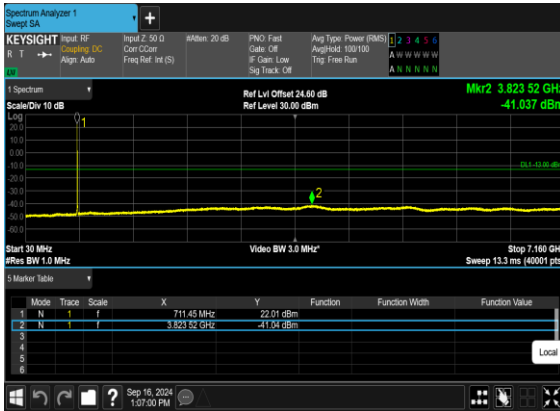 Spectrum Analyzer 1
Swept SA
+
KEYSIGHT Input: RF Input Z: 50 Ω #Atten: 20 dB PNO: Fast Avg Type: Power (RMS) 1 2 3 4 5 6
R T Coupling: DC Corr CCorr Gate: Off Avg|Hold: 100/100 A W W W W W
Align: Auto Freq Ref: Int (S) IF Gain: Low Trig: Free Run
Sig Track: Off A N N N N N
1 Spectrum Ref Lvl Offset 24.60 dB Mkr2 3.823 52 GHz
Scale/Div 10 dB Ref Level 30.00 dBm -41.037 dBm
Log
20.0
10.0
0.00
-10.0
-20.0
-30.0
-40.0
-50.0
-60.0
1
2
DL1 -13.00 dBm
Start 30 MHz Video BW 3.0 MHz* Stop 7.160 GHz
#Res BW 1.0 MHz Sweep 13.3 ms (40001 pts)
5 Marker Table
Mode Trace Scale X Y Function Function Width Function Value
1 N 1 f 711.45 MHz 22.01 dBm
2 N 1 f 3.823 52 GHz -41.04 dBm
3
4
5
6
Local
? Sep 16, 2024
1:07:00 PM